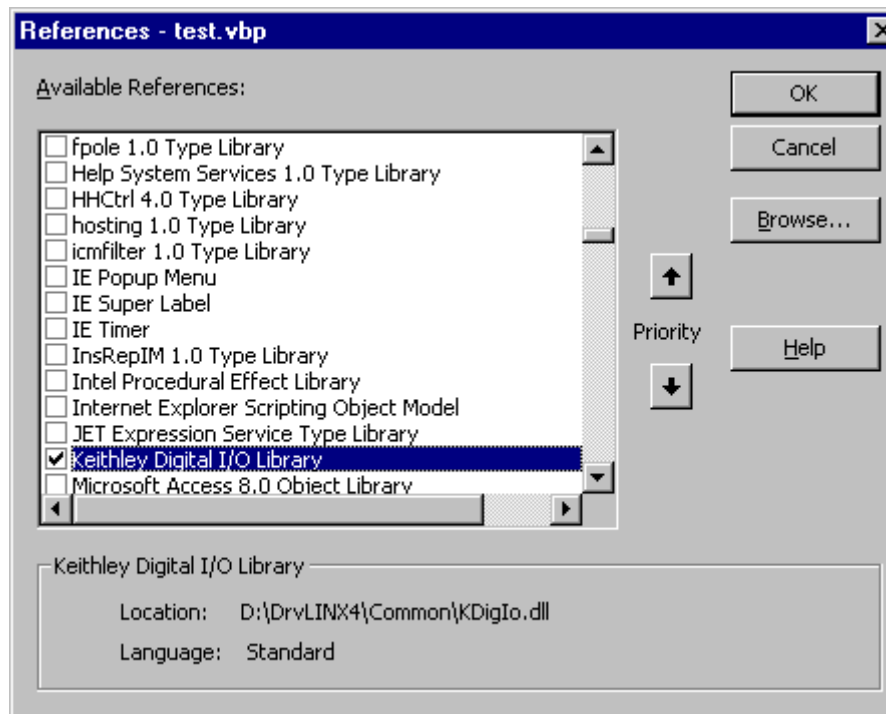 References - test.vbp
Available References:
fpole 1.0 Type Library
Help System Services 1.0 Type Library
HHCtrl 4.0 Type Library
hosting 1.0 Type Library
icmfilter 1.0 Type Library
IE Popup Menu
IE Super Label
IE Timer
InsRepIM 1.0 Type Library
Intel Procedural Effect Library
Internet Explorer Scripting Object Model
JET Expression Service Type Library
Keithley Digital I/O Library
Microsoft Access 8.0 Object Library
Priority
OK
Cancel
Browse...
Help
Keithley Digital I/O Library
Location: D:\DrvLINX4\Common\KDigIo.dll
Language: Standard